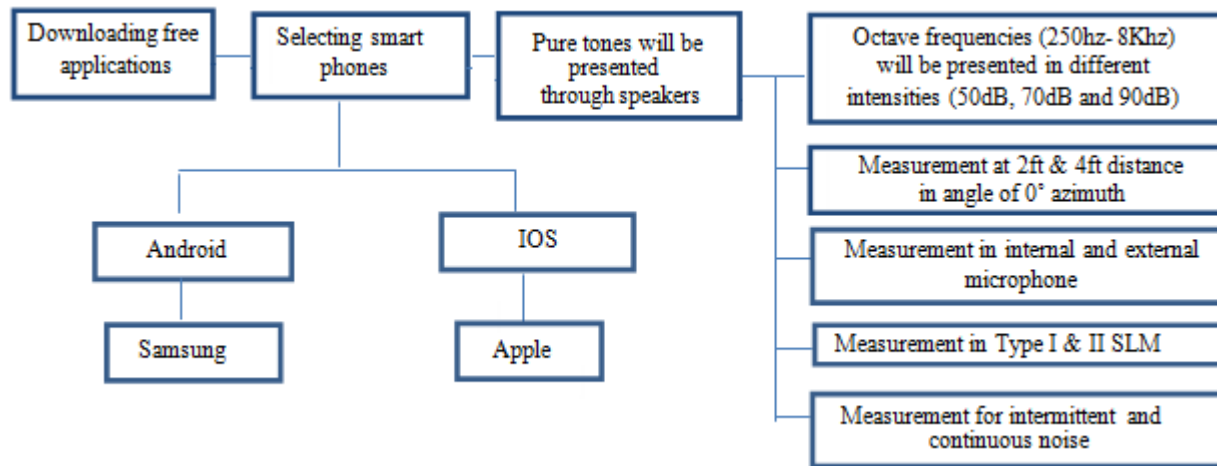 Downloading free
applications
Selecting smart
phones
Pure tones will be
presented
through speakers
Octave frequencies (250hz- 8Khz)
will be presented in different
intensities (50dB, 70dB and 90dB)
Measurement at 2ft & 4ft distance
in angle of 0° azimuth
Android
IOS
Measurement in internal and external
microphone
Samsung
Apple
Measurement in Type I & II SLM
Measurement for intermittent and
continuous noise